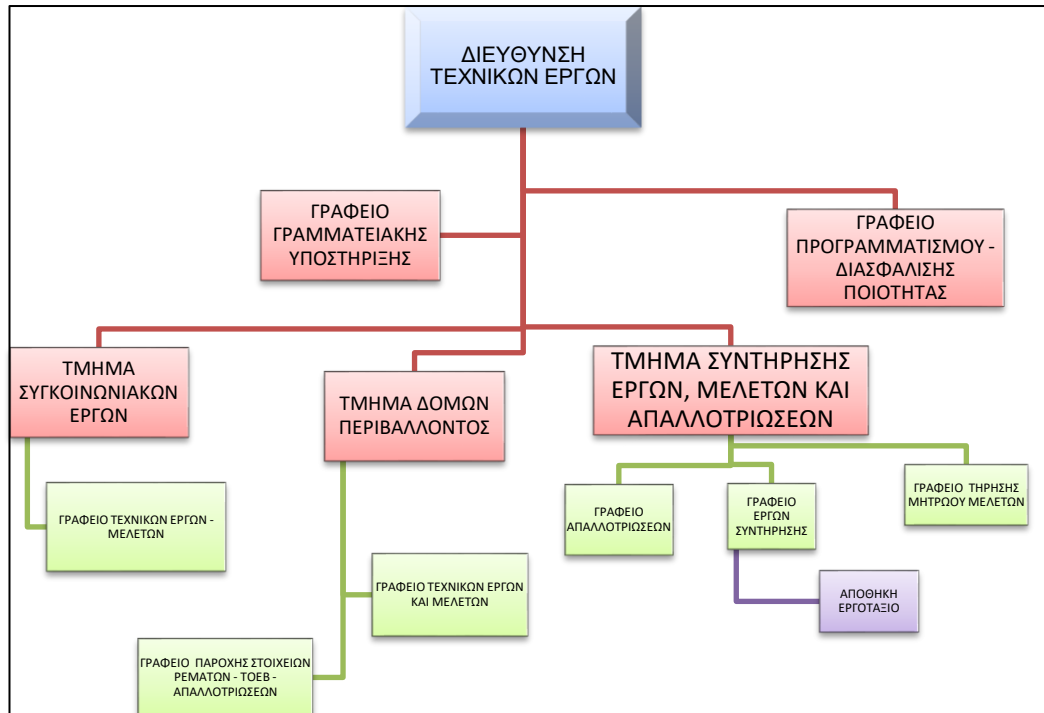 ΔΙΕΥΘΥΝΣΗ
ΤΕΧΝΙΚΩΝ ΕΡΓΩΝ
ΓΡΑΦΕΙΟ
ΓΡΑΜΜΑΤΕΙΑΚΗΣ
ΥΠΟΣΤΗΡΙΞΗΣ
ΓΡΑΦΕΙΟ
ΠΡΟΓΡΑΜΜΑΤΙΣΜΟΥ -
ΔΙΑΣΦΑΛΙΣΗΣ
ΠΟΙΟΤΗΤΑΣ
ΤΜΗΜΑ
ΣΥΓΚΟΙΝΩΝΙΑΚΩΝ
ΕΡΓΩΝ
ΤΜΗΜΑ ΔΟΜΩΝ
ΠΕΡΙΒΑΛΛΟΝΤΟΣ
ΤΜΗΜΑ ΣΥΝΤΗΡΗΣΗΣ
ΕΡΓΩΝ, ΜΕΛΕΤΩΝ ΚΑΙ
ΑΠΑΛΛΟΤΡΙΩΣΕΩΝ
ΓΡΑΦΕΙΟ ΤΕΧΝΙΚΩΝ ΕΡΓΩΝ -
ΜΕΛΕΤΩΝ
ΓΡΑΦΕΙΟ ΤΕΧΝΙΚΩΝ ΕΡΓΩΝ
ΚΑΙ ΜΕΛΕΤΩΝ
ΓΡΑΦΕΙΟ ΠΑΡΟΧΗΣ ΣΤΟΙΧΕΙΩΝ
ΡΕΜΑΤΩΝ - ΤΟΕΒ -
ΑΠΑΛΛΟΤΡΙΩΣΕΩΝ
ΓΡΑΦΕΙΟ
ΑΠΑΛΛΟΤΡΙΩΣΕΩΝ
ΓΡΑΦΕΙΟ
ΕΡΓΩΝ
ΣΥΝΤΗΡΗΣΗΣ
ΓΡΑΦΕΙΟ ΤΗΡΗΣΗΣ
ΜΗΤΡΩΟΥ ΜΕΛΕΤΩΝ
ΑΠΟΘΗΚΗ
ΕΡΓΟΤΑΞΙΟ